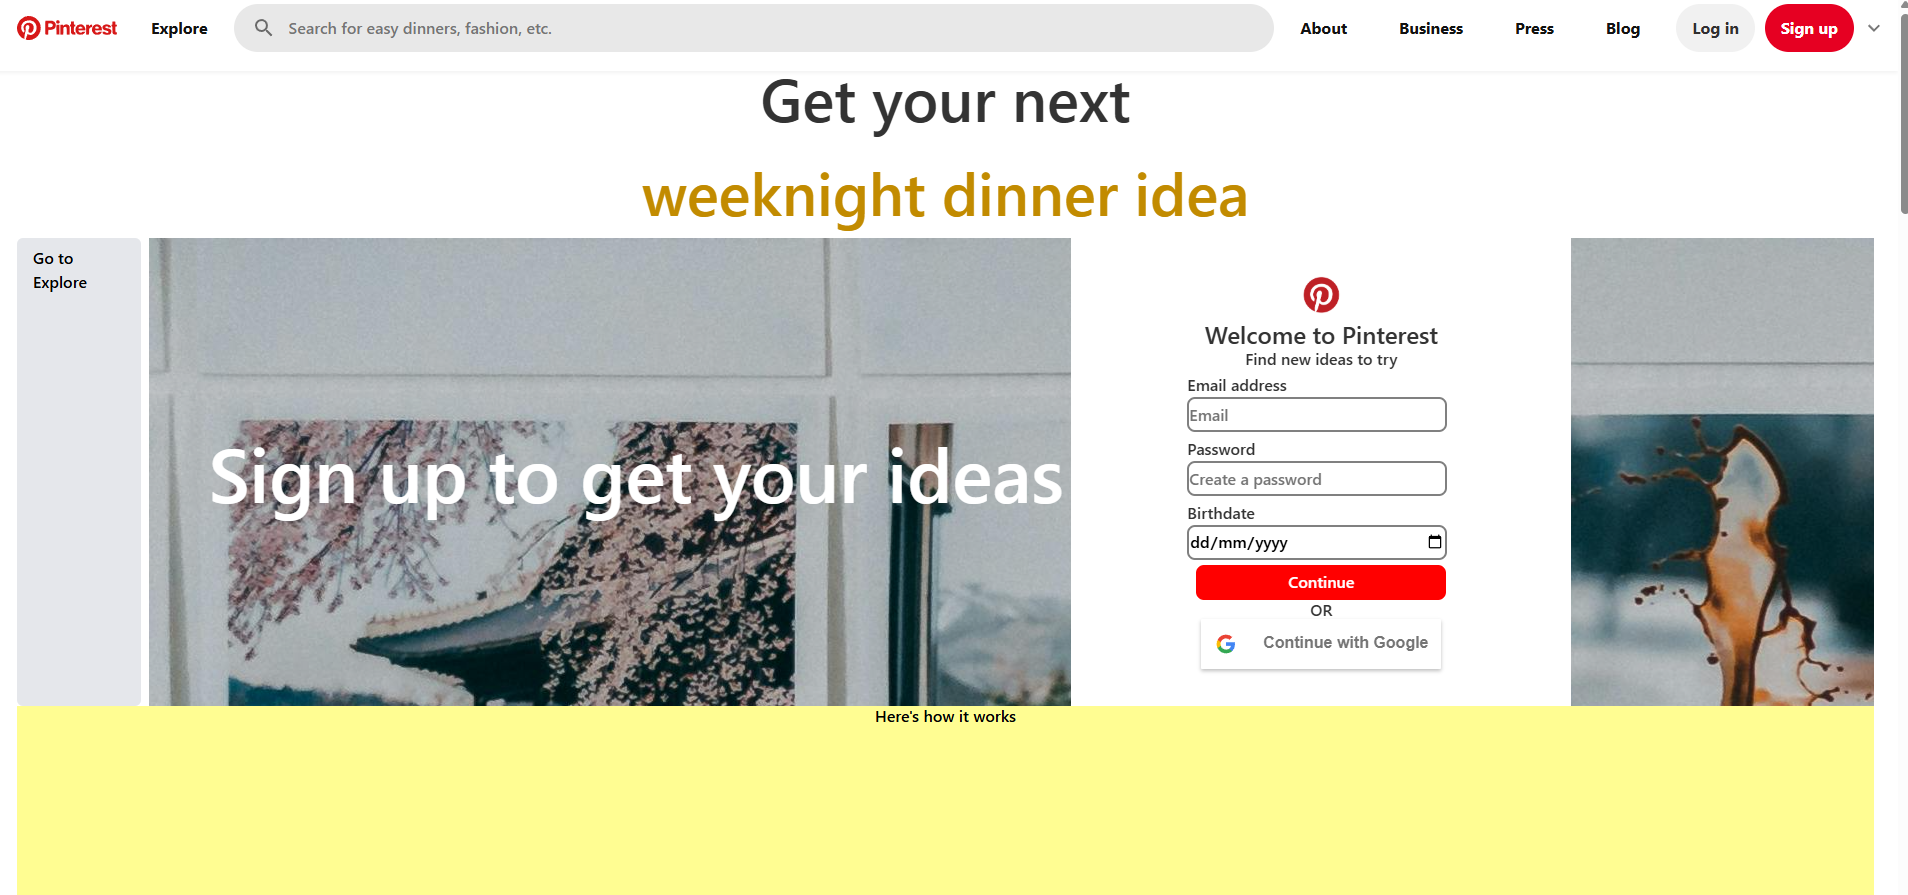 Pinterest
Explore
Search for easy dinners, fashion, etc.
About
Business
Press
Blog
Log in
Sign up
Get your next
weeknight dinner idea
Go to
Explore
Sign up to get your ideas
Welcome to Pinterest
Find new ideas to try
Email address
Email
Password
Create a password
Birthdate
dd/mm/yyyy
Continue
OR
Continue with Google
Here's how it works